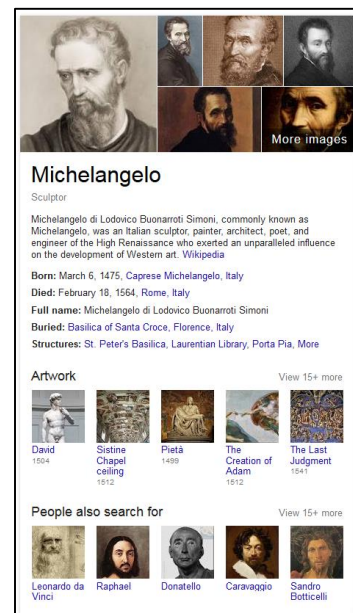 More images
Michelangelo
Sculptor
Michelangelo di Lodovico Buonarroti Simoni, commonly known as
Michelangelo, was an Italian sculptor, painter, architect, poet, and
engineer of the High Renaissance who exerted an unparalleled influence
on the development of Western art. Wikipedia
Born: March 6, 1475, Caprese Michelangelo, Italy
Died: February 18, 1564, Rome, Italy
Full name: Michelangelo di Lodovico Buonarroti Simoni
Buried: Basilica of Santa Croce, Florence, Italy
Structures: St. Peter's Basilica, Laurentian Library, Porta Pia, More
Artwork View 15+ more
David
1504
Sistine
Chapel
ceiling
1512
Pietà
1499
The
Creation of
Adam
1512
The Last
Judgment
1541
People also search for View 15+ more
Leonardo da
Vinci
Raphael
Donatello
Caravaggio
Sandro
Botticelli